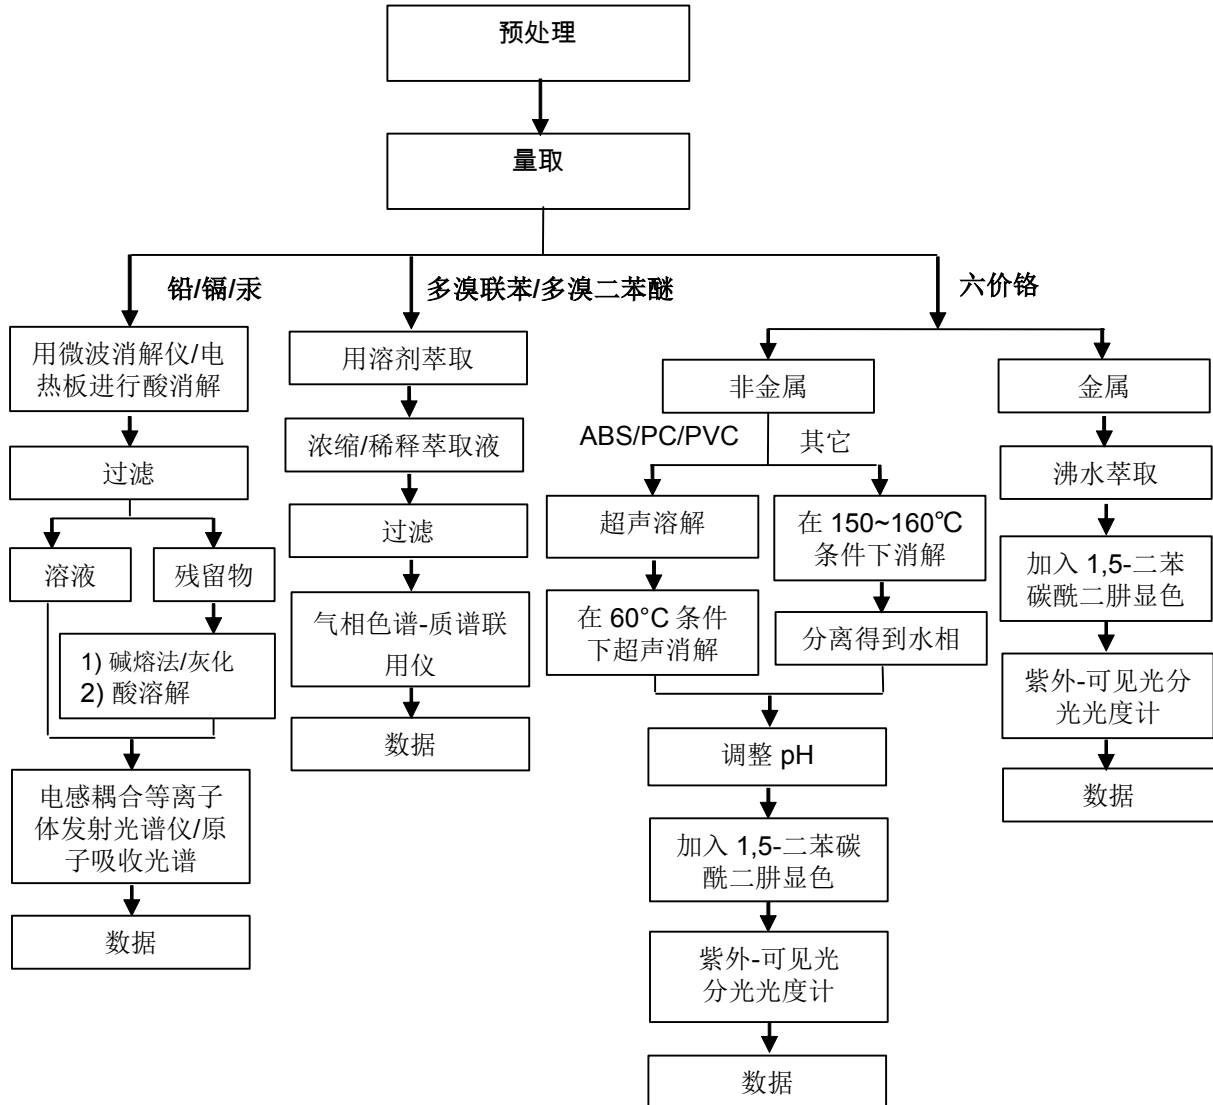 预处理
量取
铅/镉/汞
用微波消解仪/电
热板进行酸消解
过滤
溶液
残留物
1) 碱熔法/灰化
2) 酸溶解
电感耦合等离子
体发射光谱仪/原
子吸收光谱
数据
多溴联苯/多溴二苯醚
用溶剂萃取
浓缩/稀释萃取液
过滤
气相色谱-质谱联
用仪
数据
六价铬
非金属
ABS/PC/PVC
其它
超声溶解
在 60°C 条件
下超声消解
在 150~160℃
条件下消解
分离得到水相
调整 pH
加入 1,5-二苯碳
酰二肼显色
紫外-可见光
分光光度计
数据
金属
沸水萃取
加入 1,5-二苯
碳酰二肼显色
紫外-可见光分
光光度计
数据